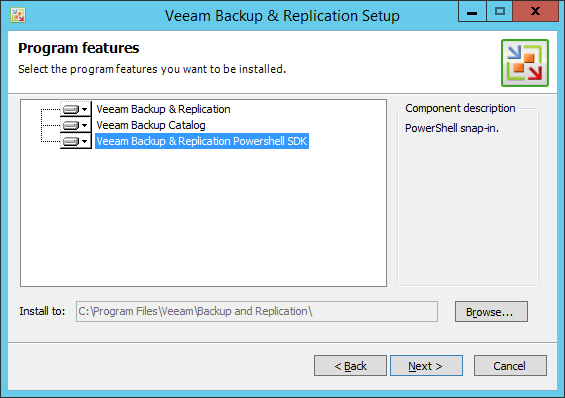 Veeam Backup & Replication Setup
Program features
Select the program features you want to be installed.
Veeam Backup & Replication
Veeam Backup Catalog
Veeam Backup & Replication Powershell SDK
Component description
PowerShell snap-in.
Install to:
C:\Program Files\Veeam\Backup and Replication\
Browse...
< Back
Next >
Cancel